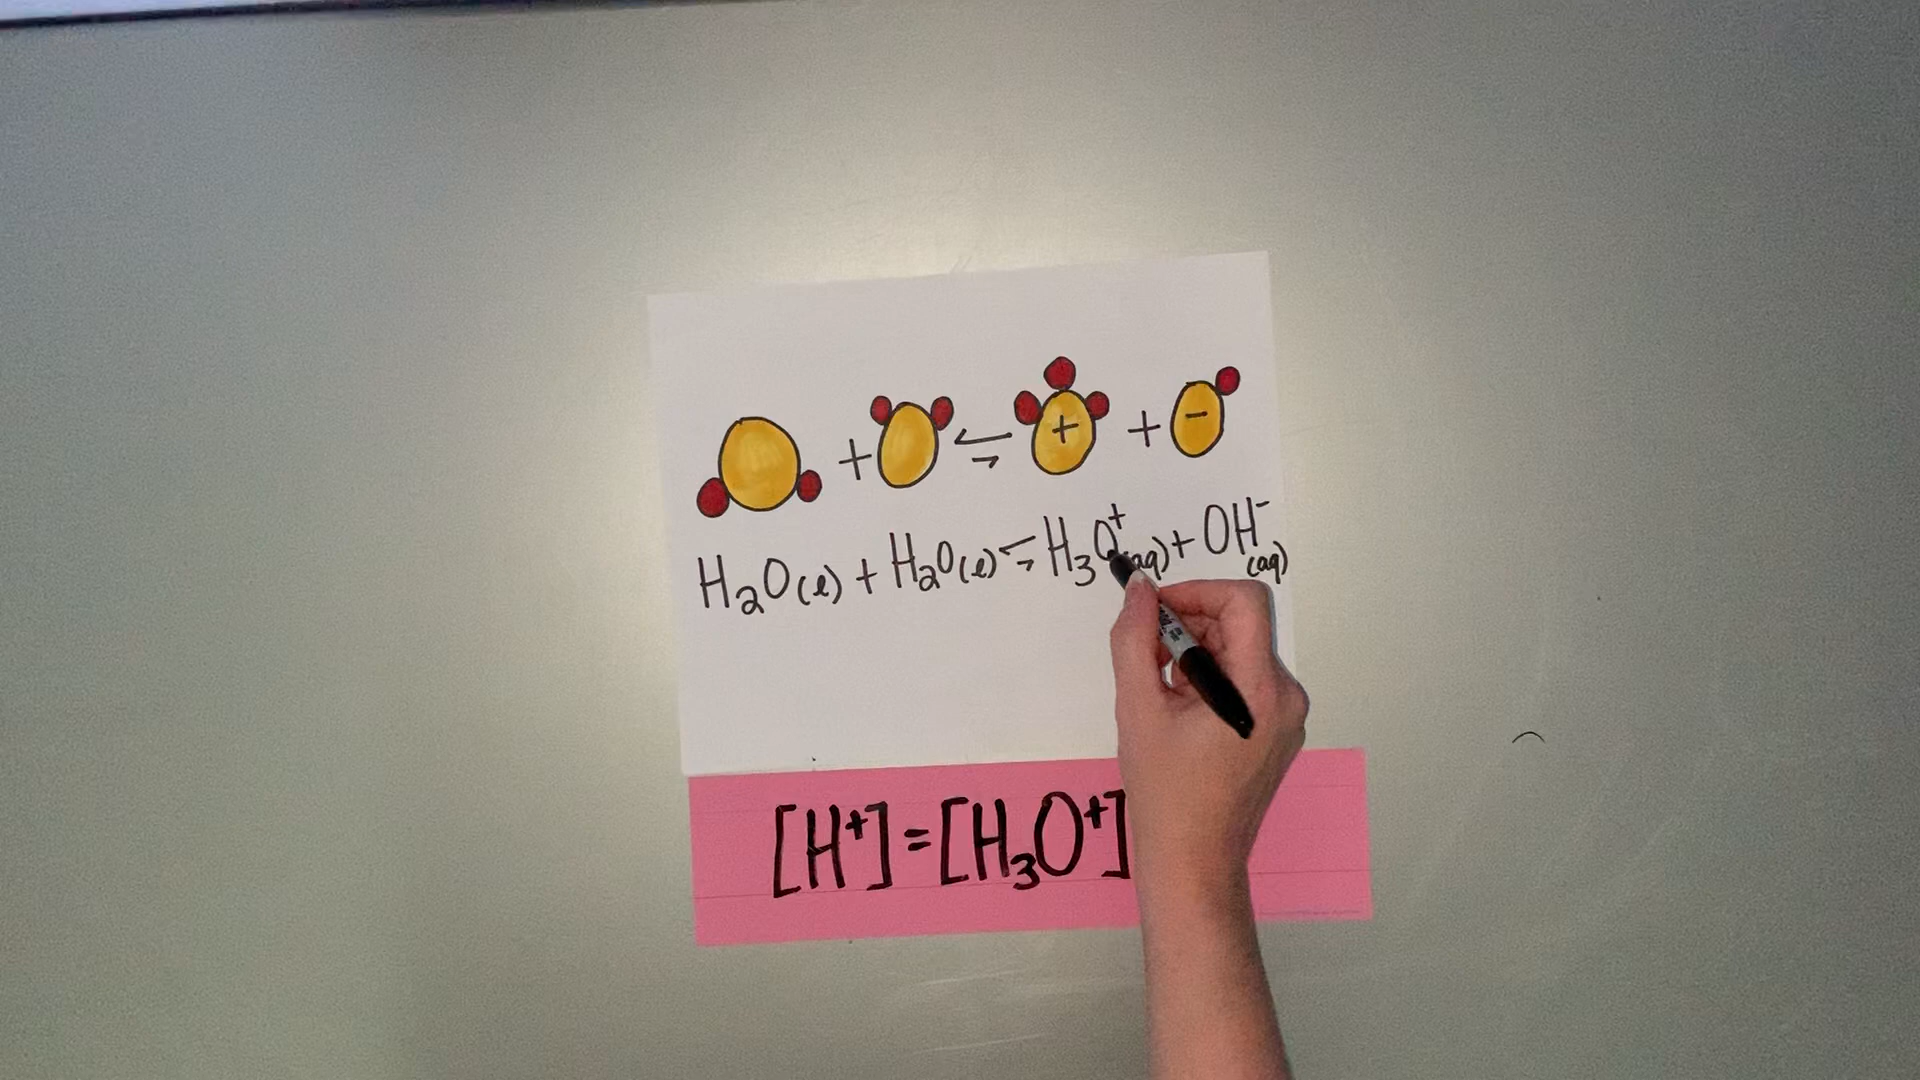 + ⇌ + + -
H₂O(l) + H₂O(l) ⇌ H₃O⁺(aq) + OH⁻(aq)
[H⁺] = [H₃O⁺]